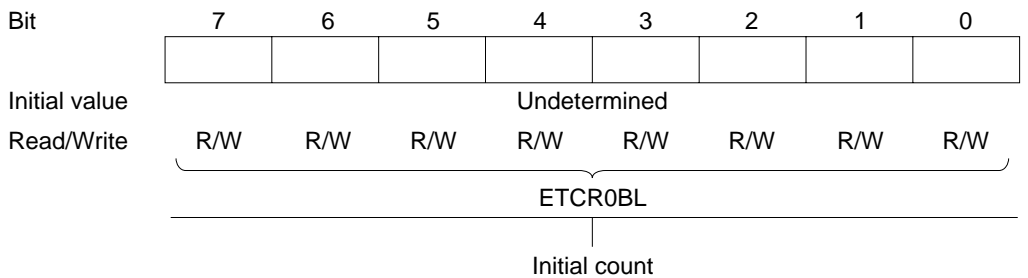 Bit 7 6 5 4 3 2 1 0
Initial value Undetermined
Read/Write R/W R/W R/W R/W R/W R/W R/W R/W
ETCR0BL
Initial count